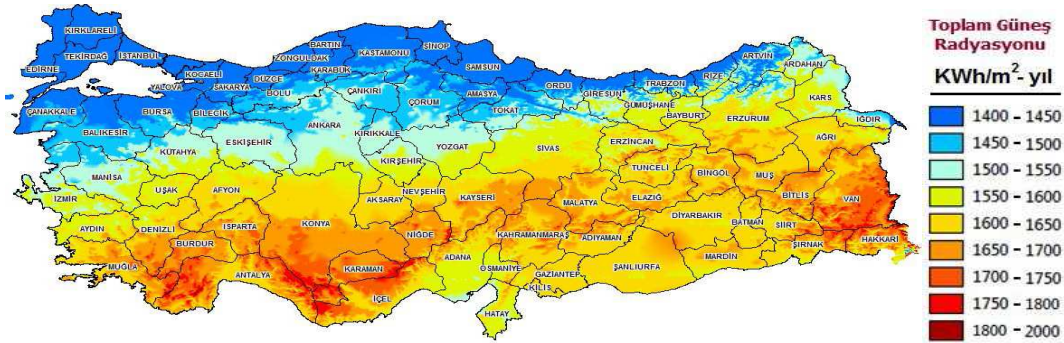 KIRKLARELİ
TEKİRDAĞ
EDİRNE
İSTANBUL
KOCAELİ
YALOVA
SAKARYA
DÜZCE
BOLU
ZONGULDAK
BARTIN
KARABÜK
KASTAMONU
SİNOP
ÇANKIRI
SAMSUN
AMASYA
ÇORUM
TOKAT
ORDU
GİRESUN
TRABZON
GÜMÜŞHANE
RİZE
ARTVİN
ARDAHAN
BAYBURT
ERZURUM
KARS
IĞDIR
AĞRI
ÇANAKKALE
BURSA
BİLECİK
BALIKESİR
KÜTAHYA
ESKİŞEHİR
ANKARA
KIRIKKALE
YOZGAT
KIRŞEHİR
SİVAS
ERZİNCAN
TUNCELİ
BİNGÖL
MUŞ
BİTLİS
VAN
MANİSA
İZMİR
UŞAK
AFYON
AKSARAY
NEVŞEHİR
KAYSERİ
MALATYA
ELAZIĞ
DİYARBAKIR
BATMAN
SİİRT
ŞIRNAK
HAKKARİ
AYDIN
DENİZLİ
ISPARTA
BURDUR
KONYA
NİĞDE
KAHRAMANMARAŞ
ADIYAMAN
MARDİN
ŞANLIURFA
MUĞLA
ANTALYA
KARAMAN
İÇEL
ADANA
OSMANİYE
GAZİANTEP
KİLİS
HATAY
Toplam Güneş
Radyasyonu
KWh/m²- yıl
1400 - 1450
1450 - 1500
1500 - 1550
1550 - 1600
1600 - 1650
1650 - 1700
1700 - 1750
1750 - 1800
1800 - 2000